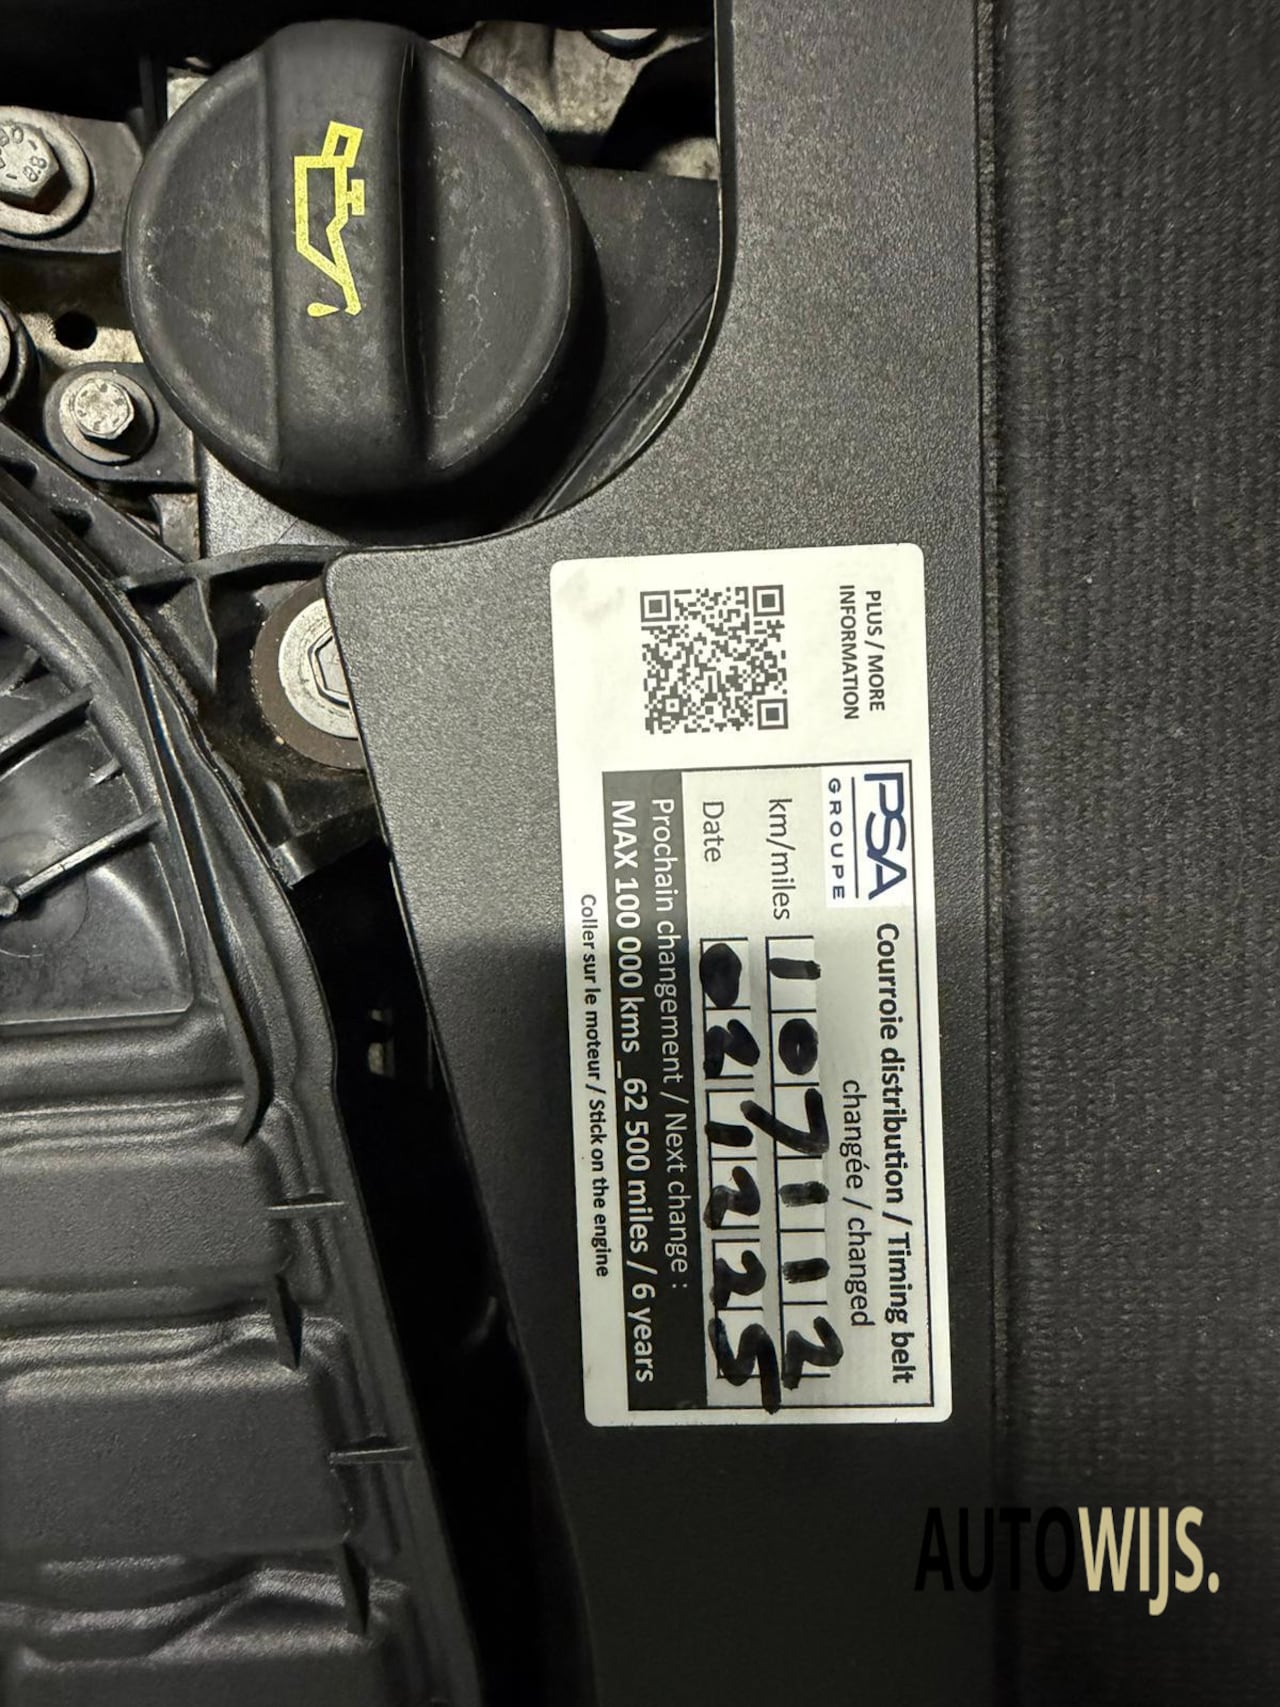 PLUS / MORE
INFORMATION
PSA
GROUPE
Courroie distribution / Timing belt
changée / changed
km/miles 107112
Date 021225
Prochain changement / Next change :
MAX 100 000 kms _62 500 miles / 6 years
Coller sur le moteur / Stick on the engine
AUTOWIJS.